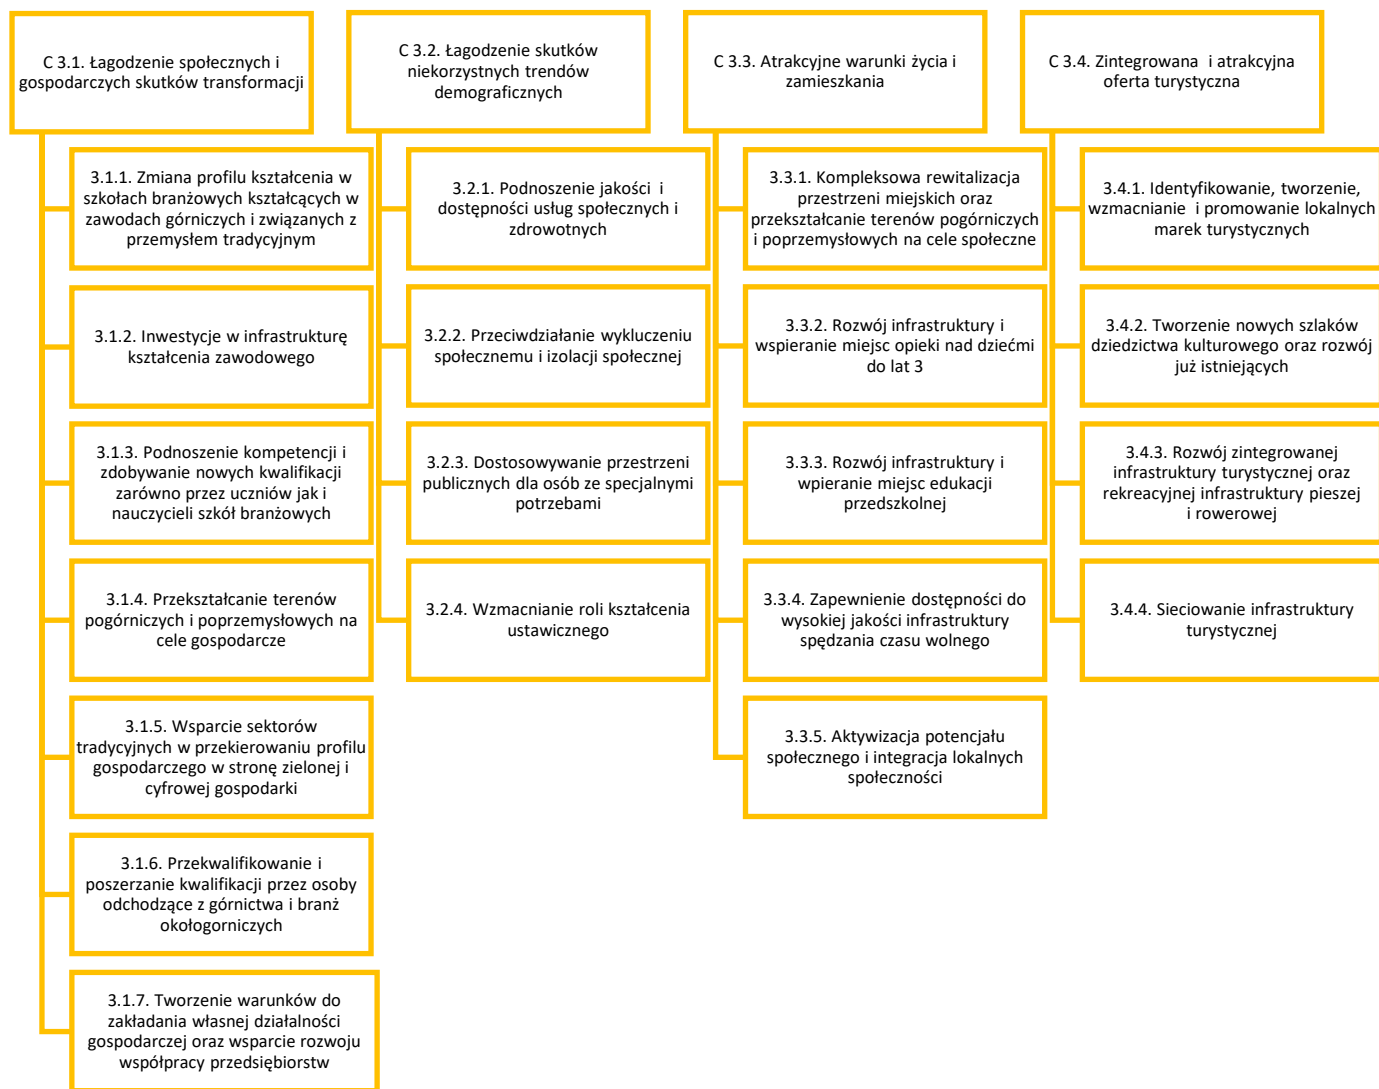 C 3.1. Łagodzenie społecznych i
gospodarczych skutków transformacji
3.1.1. Zmiana profilu kształcenia w
szkołach branżowych kształcących w
zawodach górniczych i związanych z
przemysłem tradycyjnym
3.1.2. Inwestycje w infrastrukturę
kształcenia zawodowego
3.1.3. Podnoszenie kompetencji i
zdobywanie nowych kwalifikacji
zarówno przez uczniów jak i
nauczycieli szkół branżowych
3.1.4. Przekształcanie terenów
pogórniczych i poprzemysłowych na
cele gospodarcze
3.1.5. Wsparcie sektorów
tradycyjnych w przekierowaniu profilu
gospodarczego w stronę zielonej i
cyfrowej gospodarki
3.1.6. Przekwalifikowanie i
poszerzanie kwalifikacji przez osoby
odchodzące z górnictwa i branż
okołogorniczych
3.1.7. Tworzenie warunków do
zakładania własnej działalności
gospodarczej oraz wsparcie rozwoju
współpracy przedsiębiorstw
C 3.2. Łagodzenie skutków
niekorzystnych trendów
demograficznych
3.2.1. Podnoszenie jakości i
dostępności usług społecznych i
zdrowotnych
3.2.2. Przeciwdziałanie wykluczeniu
społecznemu i izolacji społecznej
3.2.3. Dostosowywanie przestrzeni
publicznych dla osób ze specjalnymi
potrzebami
3.2.4. Wzmacnianie roli kształcenia
ustawicznego
C 3.3. Atrakcyjne warunki życia i
zamieszkania
3.3.1. Kompleksowa rewitalizacja
przestrzeni miejskich oraz
przekształcanie terenów pogórniczych
i poprzemysłowych na cele społeczne
3.3.2. Rozwój infrastruktury i
wspieranie miejsc opieki nad dziećmi
do lat 3
3.3.3. Rozwój infrastruktury i
wpieranie miejsc edukacji
przedszkolnej
3.3.4. Zapewnienie dostępności do
wysokiej jakości infrastruktury
spędzania czasu wolnego
3.3.5. Aktywizacja potencjału
społecznego i integracja lokalnych
społeczności
C 3.4. Zintegrowana i atrakcyjna
oferta turystyczna
3.4.1. Identyfikowanie, tworzenie,
wzmacnianie i promowanie lokalnych
marek turystycznych
3.4.2. Tworzenie nowych szlaków
dziedzictwa kulturowego oraz rozwój
już istniejących
3.4.3. Rozwój zintegrowanej
infrastruktury turystycznej oraz
rekreacyjnej infrastruktury pieszej
i rowerowej
3.4.4. Sieciowanie infrastruktury
turystycznej